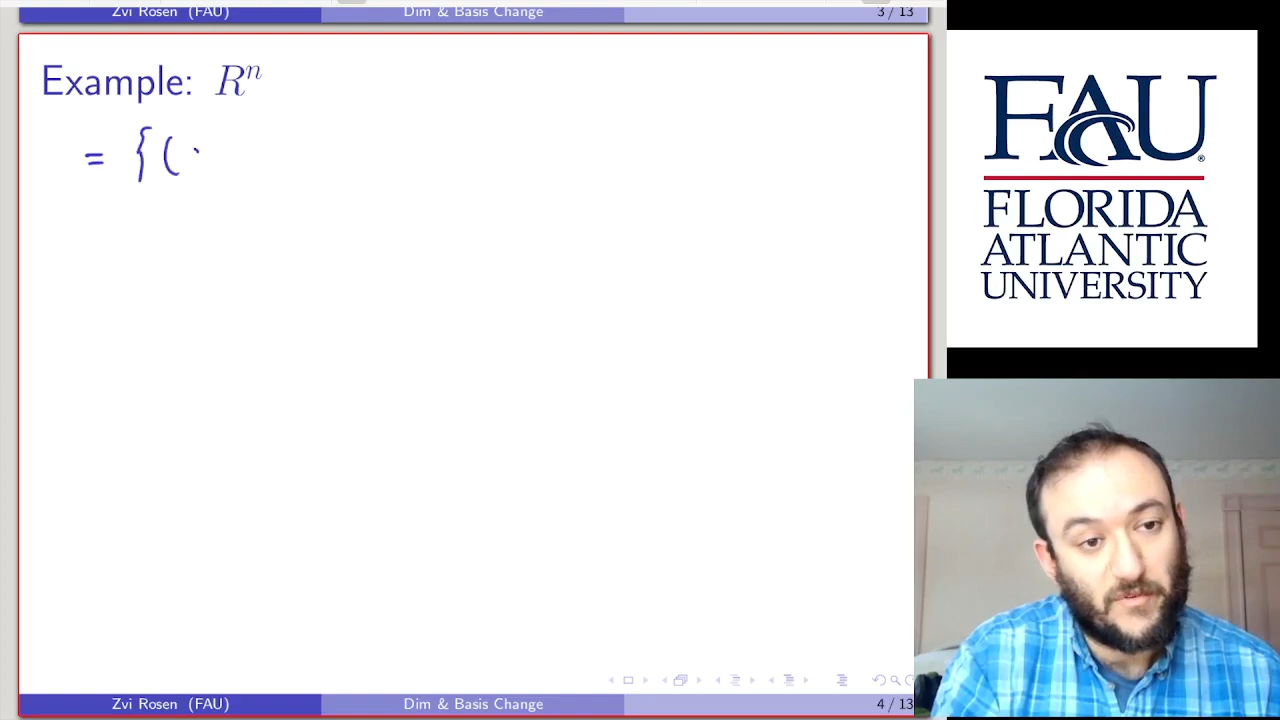 Zvi Rosen (FAU) Dim & Basis Change 3 / 13
Example: Rⁿ
= { (
FAU
FLORIDA
ATLANTIC
UNIVERSITY
Zvi Rosen (FAU) Dim & Basis Change 4 / 13